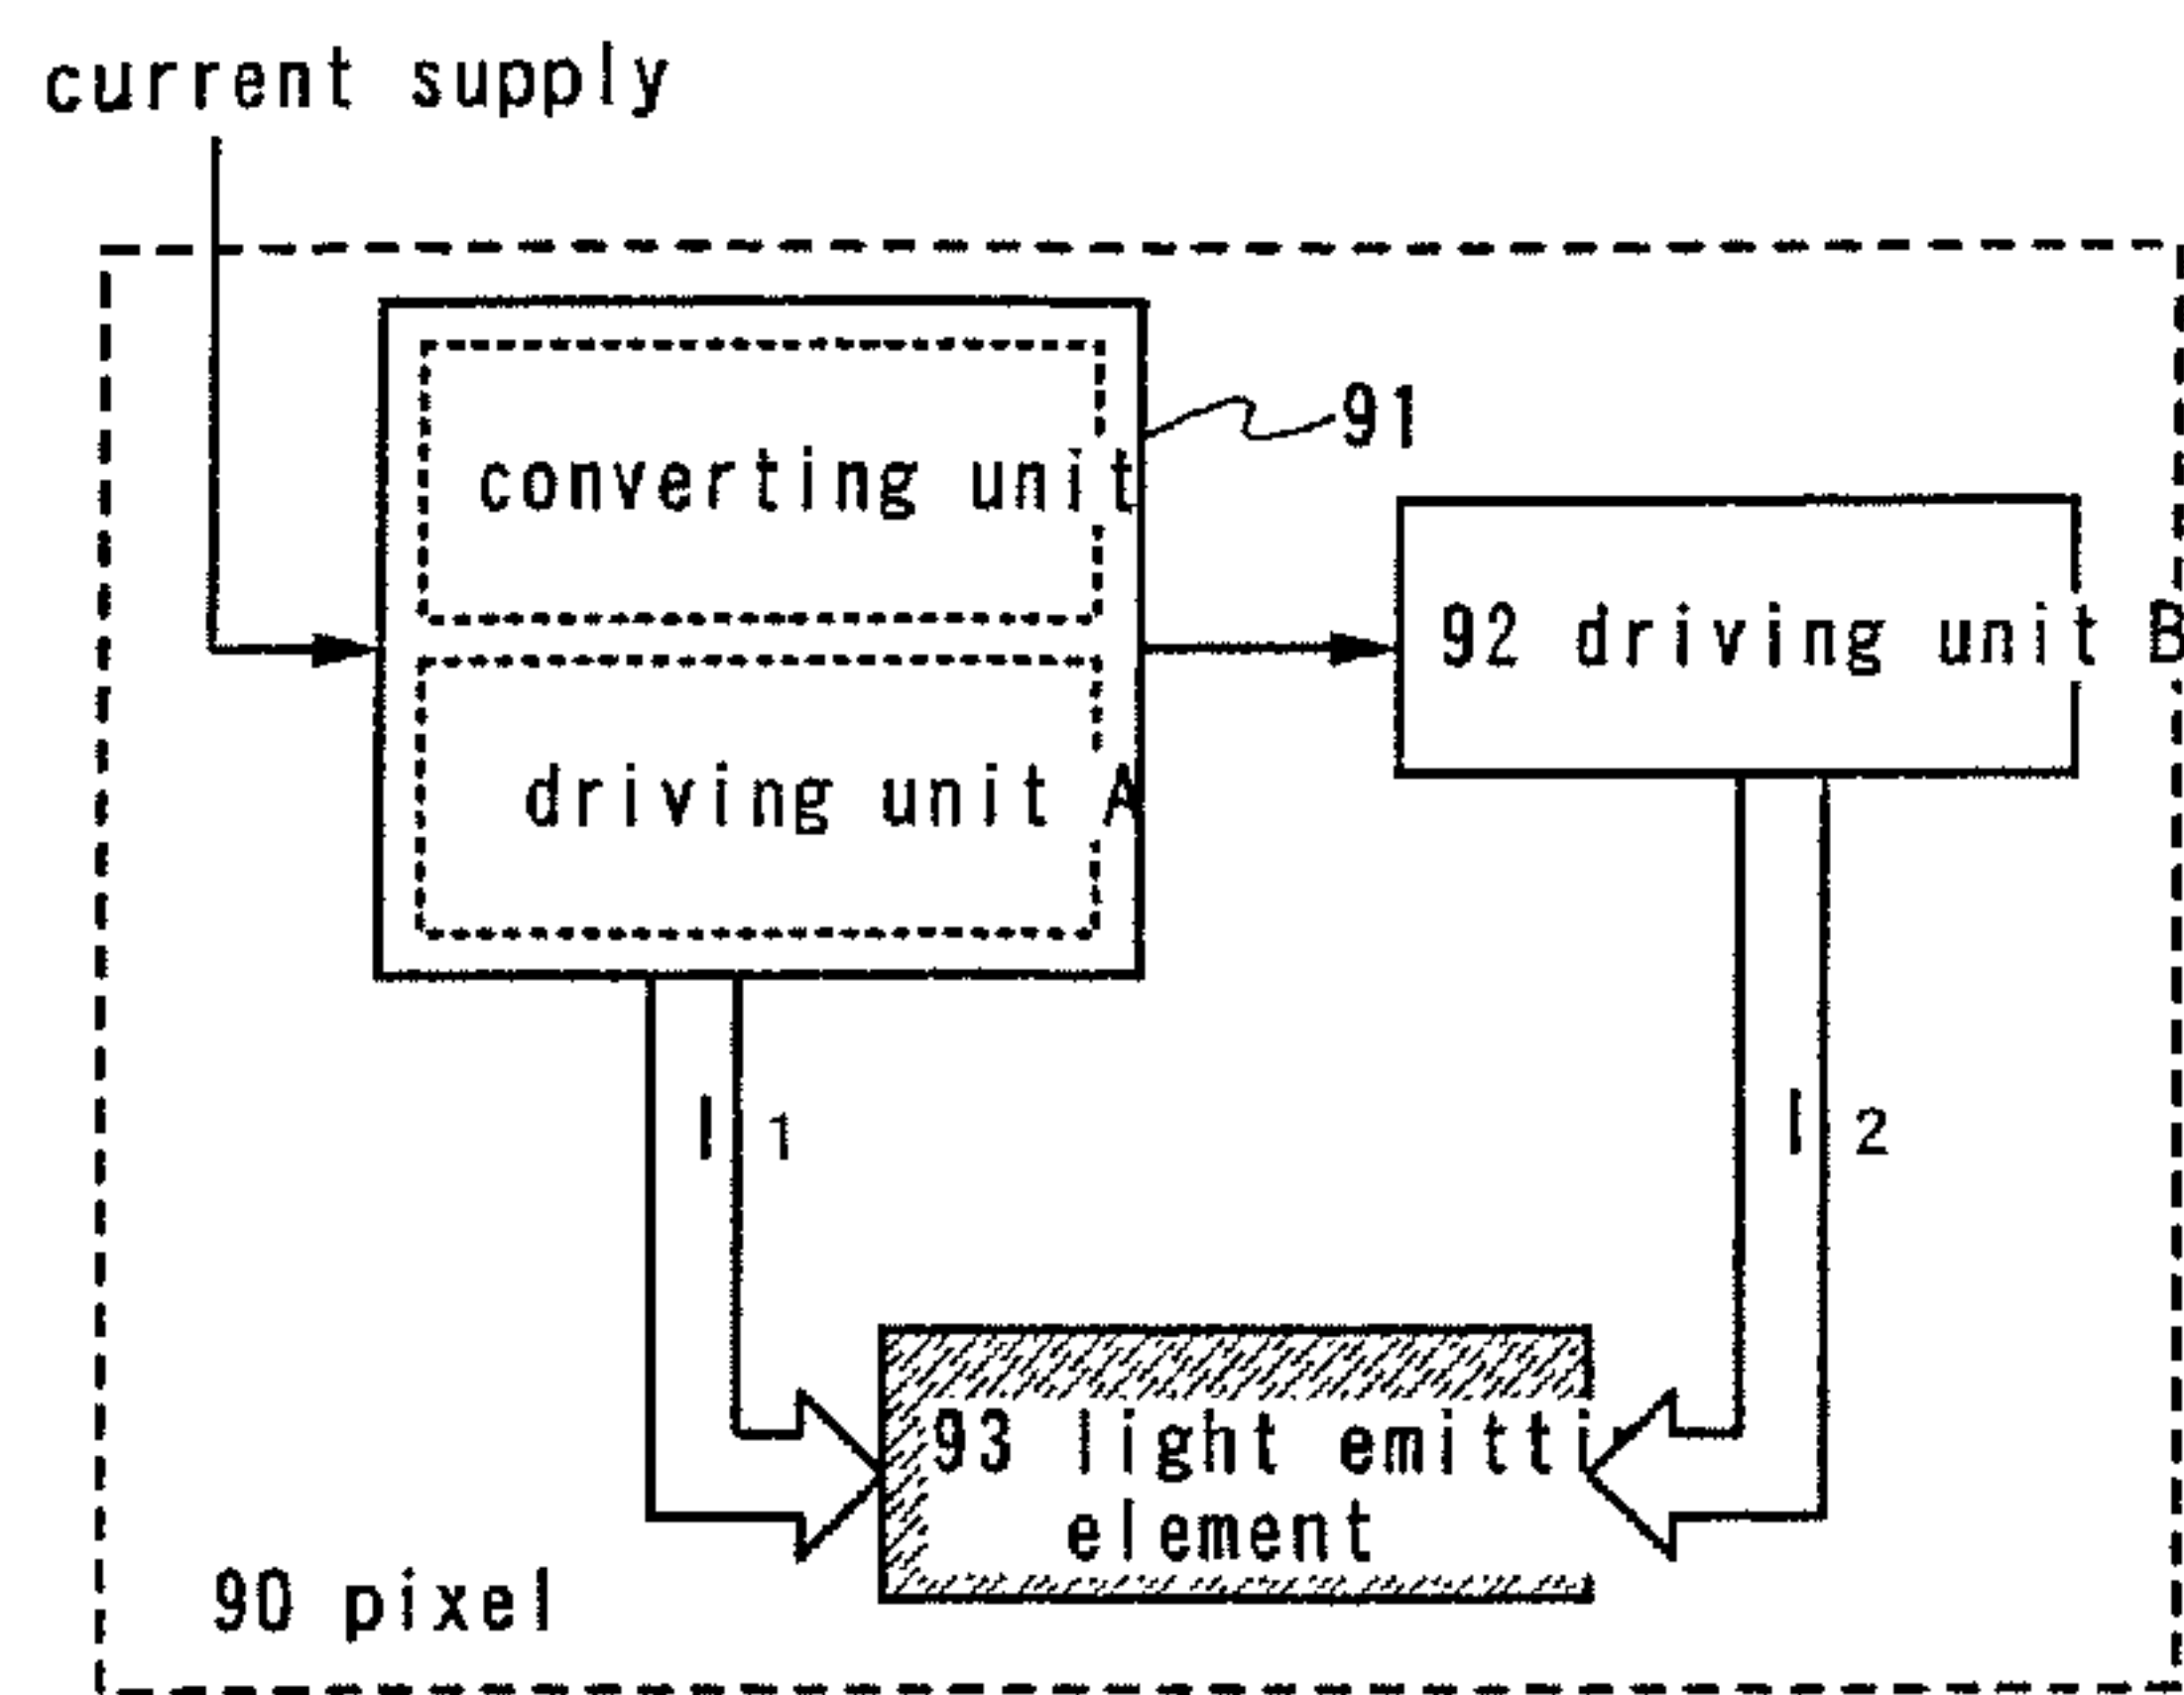 current supply
converting unit
91
92 driving unit B
driving unit A
I 1
I 2
93 light emitti
element
90 pixel